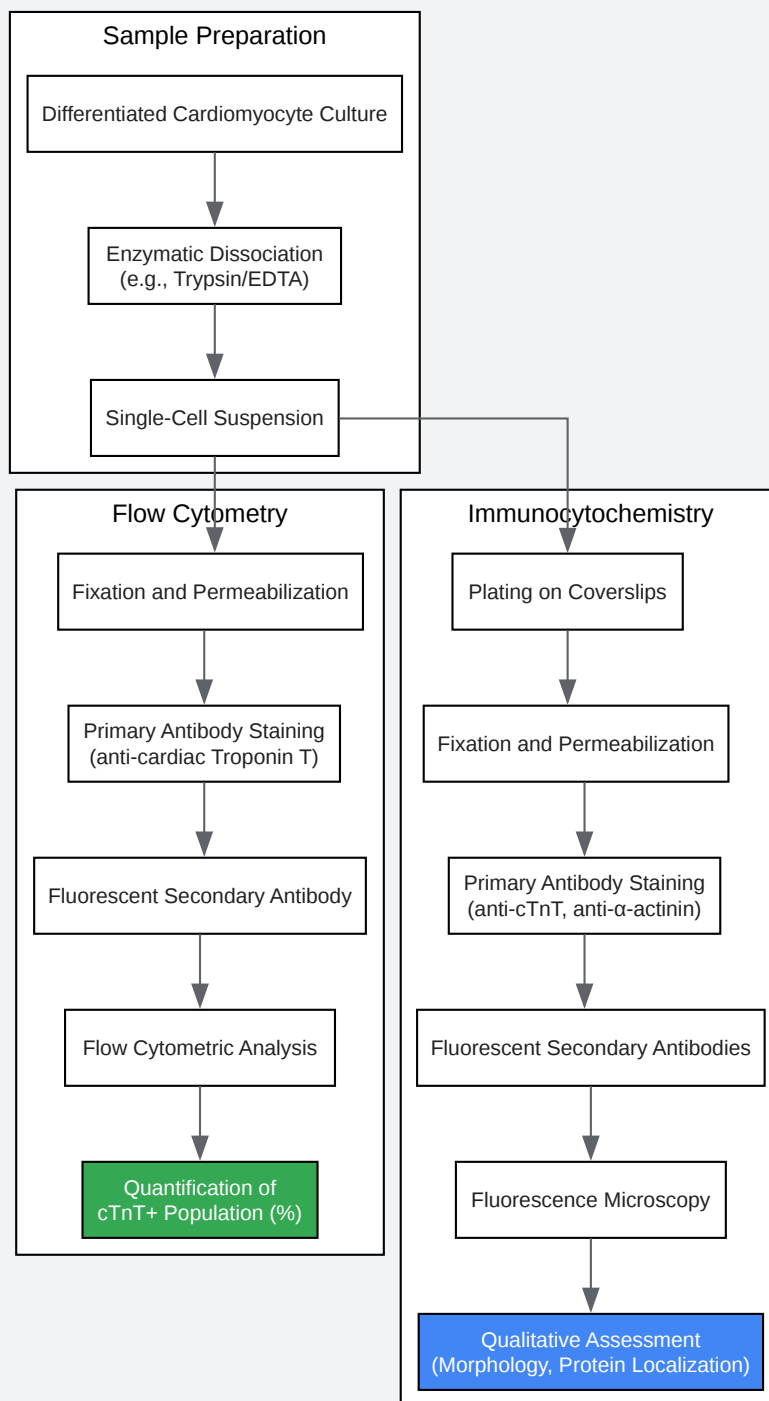 Sample Preparation
Differentiated Cardiomyocyte Culture
Enzymatic Dissociation
(e.g., Trypsin/EDTA)
Single-Cell Suspension
Flow Cytometry
Fixation and Permeabilization
Primary Antibody Staining
(anti-cardiac Troponin T)
Fluorescent Secondary Antibody
Flow Cytometric Analysis
Quantification of
cTnT+ Population (%)
Immunocytochemistry
Plating on Coverslips
Fixation and Permeabilization
Primary Antibody Staining
(anti-cTnT, anti-α-actinin)
Fluorescent Secondary Antibodies
Fluorescence Microscopy
Qualitative Assessment
(Morphology, Protein Localization)